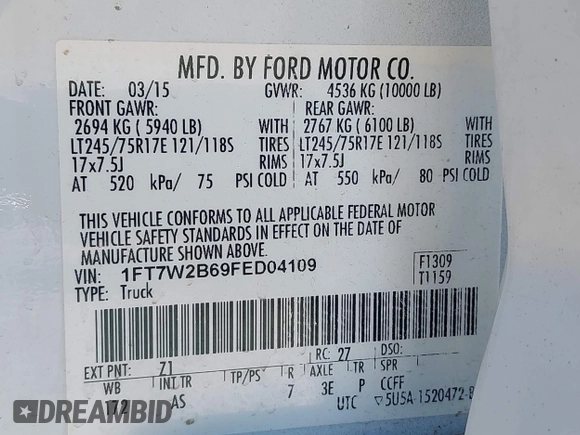 MFD. BY FORD MOTOR CO.
DATE: 03/15 GVWR: 4536 KG (10000 LB)
FRONT GAWR: REAR GAWR:
2694 KG ( 5940 LB) WITH 2767 KG ( 6100 LB) WITH
LT245/75R17E 121/118S TIRES LT245/75R17E 121/118S TIRES
17x7.5J RIMS 17x7.5J RIMS
AT 520 kPa/ 75 PSI COLD AT 550 kPa/ 80 PSI COLD
THIS VEHICLE CONFORMS TO ALL APPLICABLE FEDERAL MOTOR
VEHICLE SAFETY STANDARDS IN EFFECT ON THE DATE OF
MANUFACTURE SHOWN ABOVE.
VIN: 1FT7W2B69FED04109 F1309
TYPE: Truck T1159
EXT PNT: Z1 RC: 27 DSO:
WB INT TR TP/PS R AXLE TR SPR
172 AS 7 3E P CCFF
UTC ▽5U5A-1520472-
DREAMBID